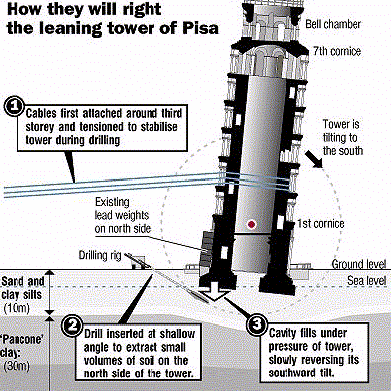 How they will right
the leaning tower of Pisa
Bell chamber
7th cornice
1
Cables first attached around third
storey and tensioned to stabilise
tower during drilling
Tower is
tilting to
the south
Existing
lead weights
on north side
1st cornice
Drilling rig
Ground level
Sea level
Sand and
clay silts
(10m)
2
Drill inserted at shallow
angle to extract small
volumes of soil on the
north side of the tower.
3
Cavity fills under
pressure of tower,
slowly reversing its
southward tilt.
'Pancone'
clay:
(30m)